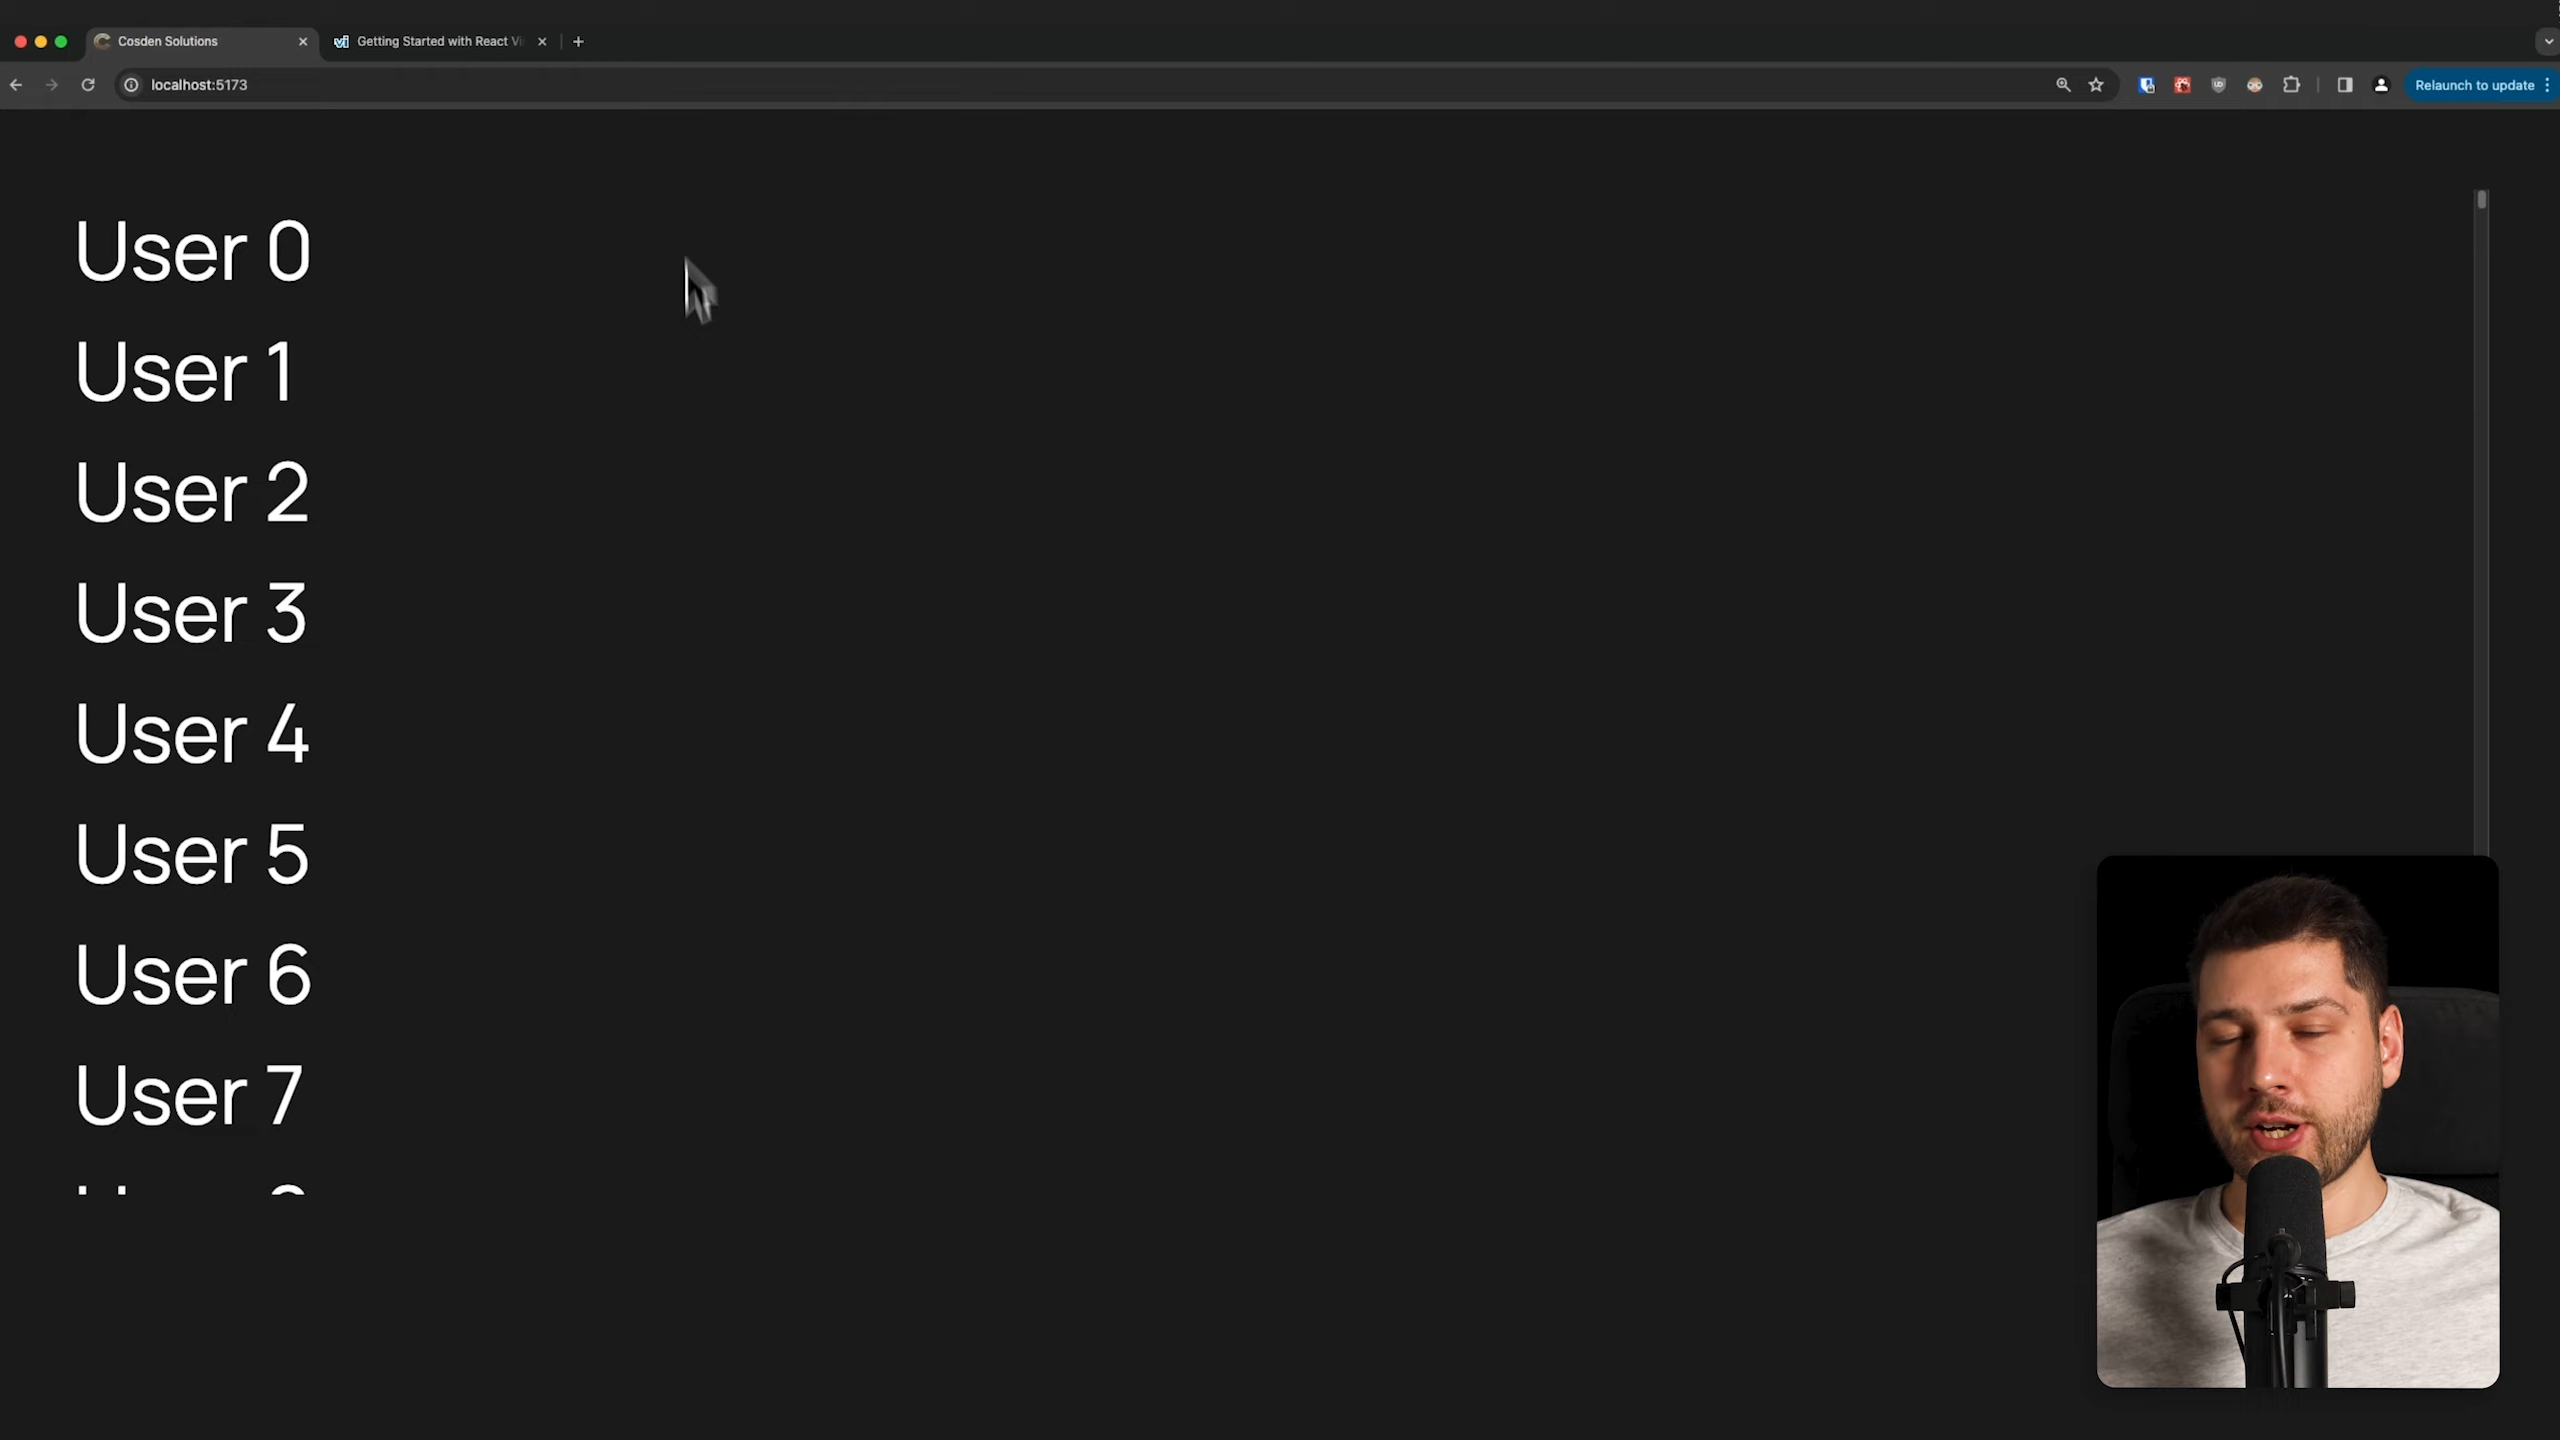 Cosden Solutions
Getting Started with React Vi
localhost:5173
Relaunch to update
User 0
User 1
User 2
User 3
User 4
User 5
User 6
User 7